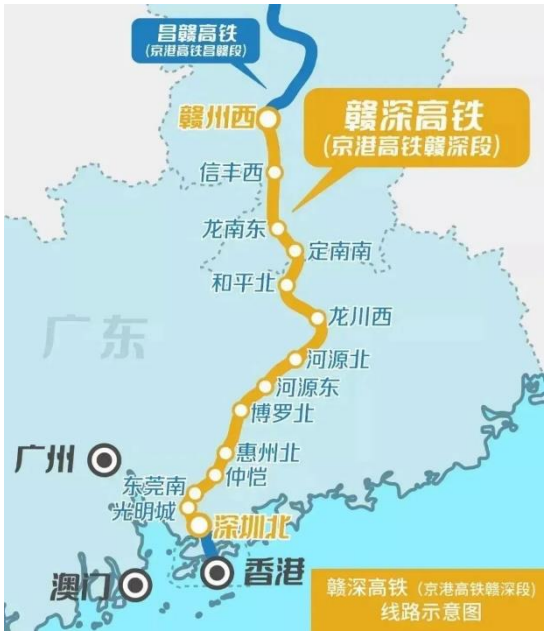 昌赣高铁
(京港高铁昌赣段)
赣州西
赣深高铁
(京港高铁赣深段)
信丰西
龙南东
定南南
和平北
龙川西
广东
河源北
河源东
博罗北
惠州北
广州
仲恺
东莞南
光明城
深圳北
香港
澳门
赣深高铁（京港高铁赣深段）
线路示意图